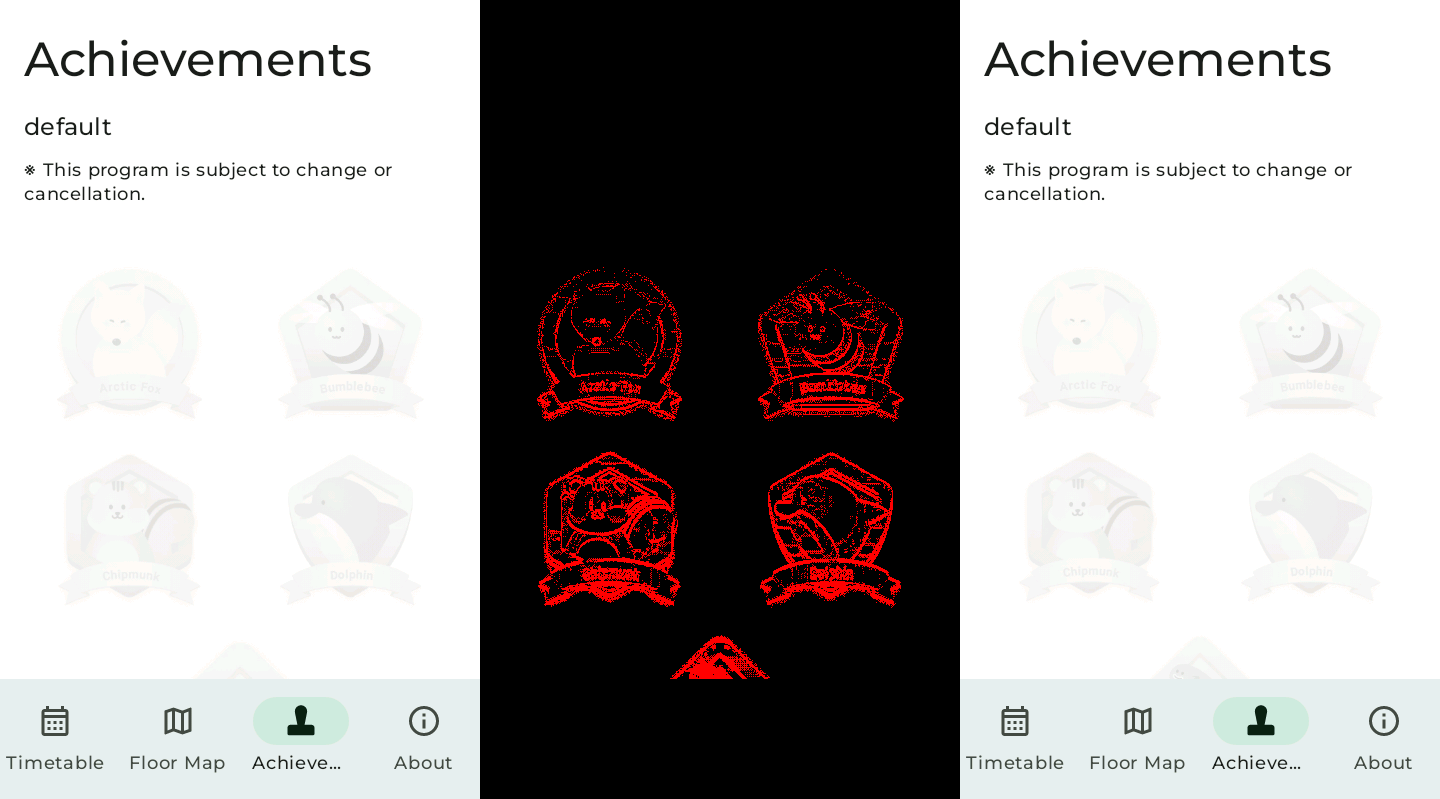 Achievements
default
※ This program is subject to change or
cancellation.
Arctic Fox
Bumblebee
Chipmunk
Dolphin
Timetable
Floor Map
Achieve...
About
Arctic Fox
Bumblebee
Chipmunk
Dolphin
Achievements
default
※ This program is subject to change or
cancellation.
Arctic Fox
Bumblebee
Chipmunk
Dolphin
Timetable
Floor Map
Achieve...
About